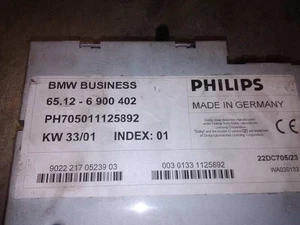 BMW BUSINESS
PHILIPS
65.12 - 6 900 402
MADE IN GERMANY
PH705011125892
KW 33/01 INDEX: 01
22DC705/23
9022 217 05239 03
003 0133 1125892
WA030133